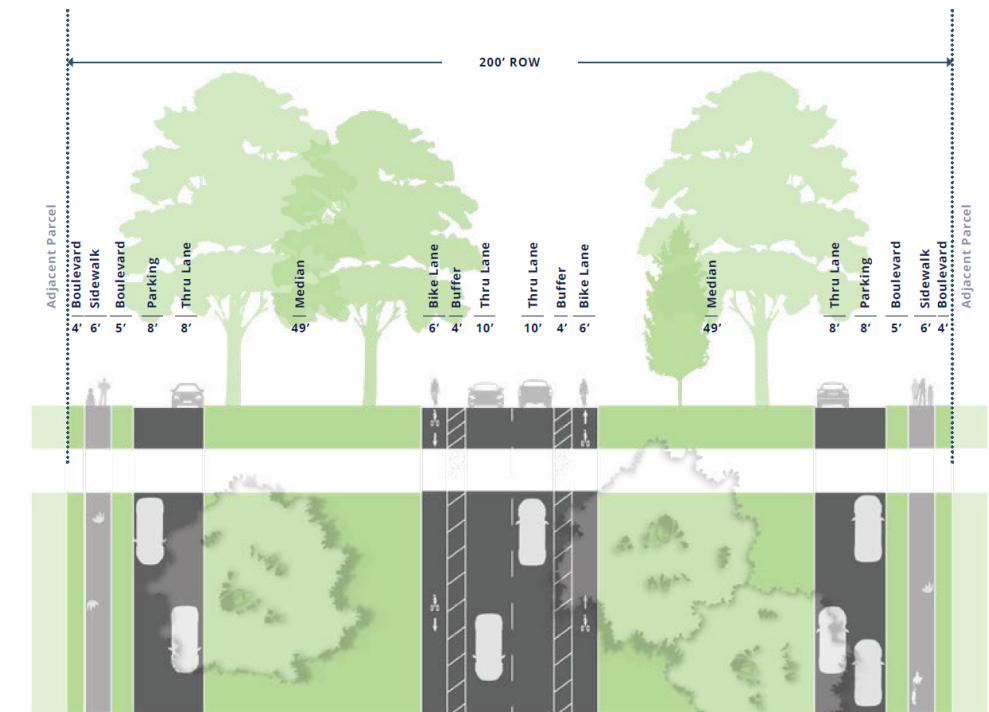 200’ ROW
Adjacent Parcel
Boulevard
4’
Sidewalk
6’
Boulevard
5’
Parking
8’
Thru Lane
8’
Median
49’
Bike Lane
6’
Buffer
4’
Thru Lane
10’
Thru Lane
10’
Buffer
4’
Bike Lane
6’
Median
49’
Thru Lane
8’
Parking
8’
Boulevard
5’
Sidewalk
6’
Boulevard
4’
Adjacent Parcel